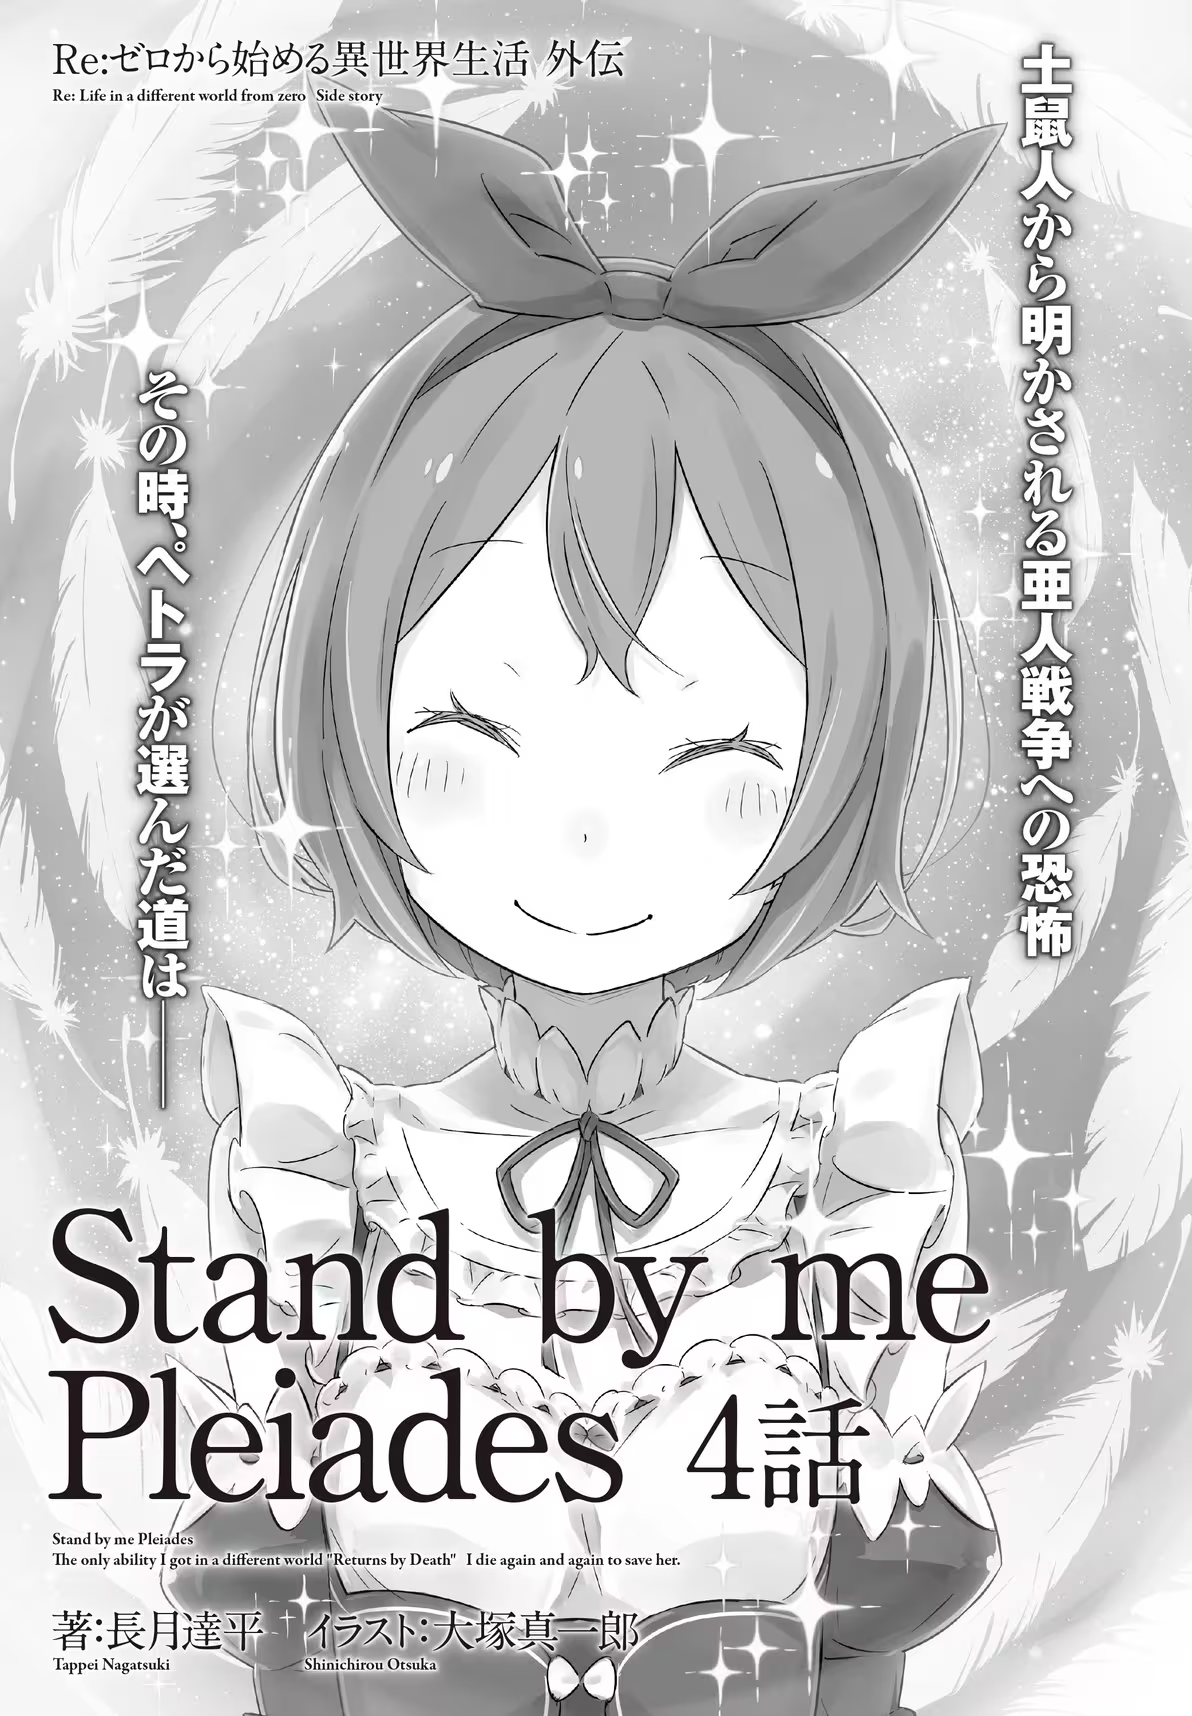 Re:ゼロから始める異世界生活 外伝
Re: Life in a different world from zero Side story
土鼠人から明かされる亜人戦争への恐怖
その時、ペトラが選んだ道は――
Stand by me
Pleiades 4話
Stand by me Pleiades
The only ability I got in a different world "Returns by Death" I die again and again to save her.
著:長月達平 イラスト:大塚真一郎
Tappei Nagatsuki Shinichirou Otsuka